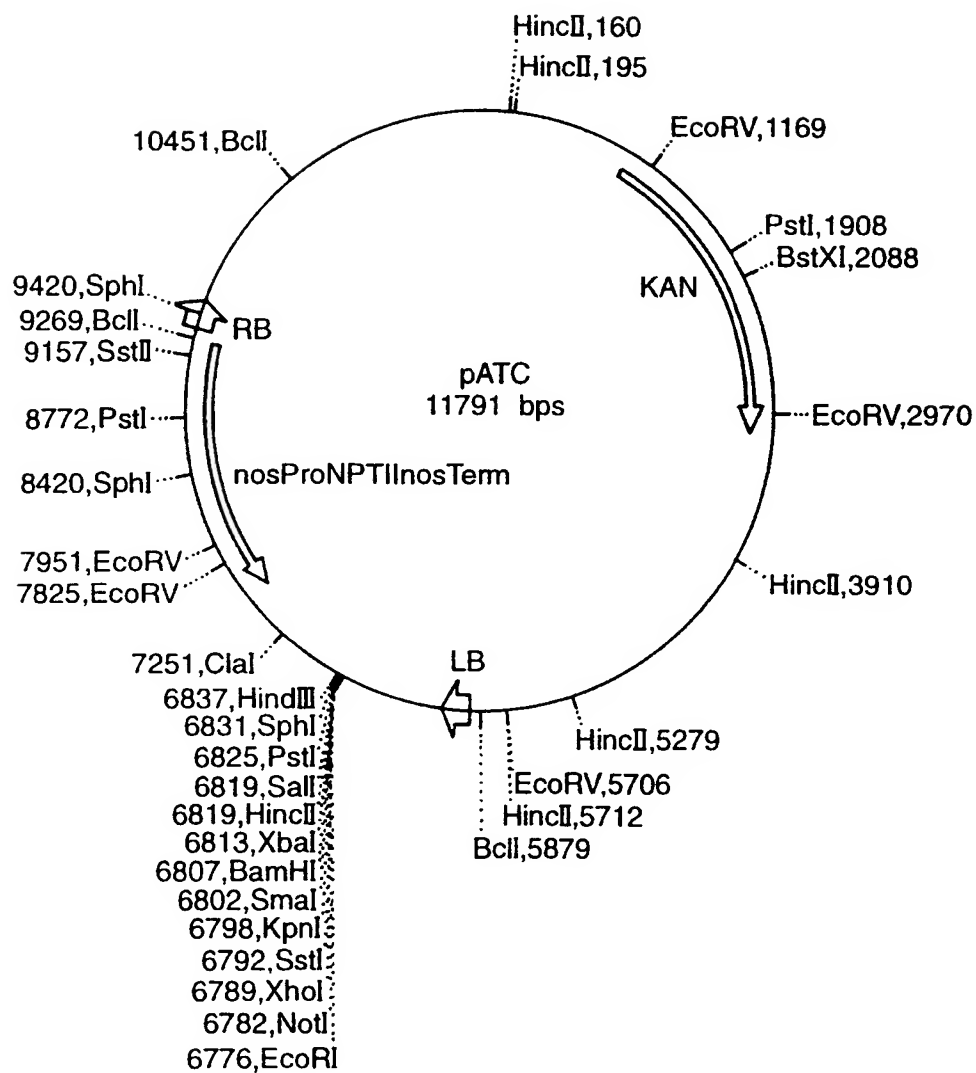 HincⅡ,160
HincⅡ,195
EcoRV,1169
10451,BclI
PstI,1908
BstXI,2088
KAN
9420,SphI
9269,BclI
RB
9157,SstⅡ
pATC
11791 bps
8772,PstI
EcoRV,2970
8420,SphI
nosProNPTIInosTerm
7951,EcoRV
7825,EcoRV
HincⅡ,3910
7251,ClaI
LB
6837,HindⅢ
6831,SphI
6825,PstI
6819,SalI
6819,HincⅡ
6813,XbaI
6807,BamHI
6802,SmaI
6798,KpnI
6792,SstI
6789,XhoI
6782,NotI
6776,EcoRI
HincⅡ,5279
EcoRV,5706
HincⅡ,5712
BclI,5879